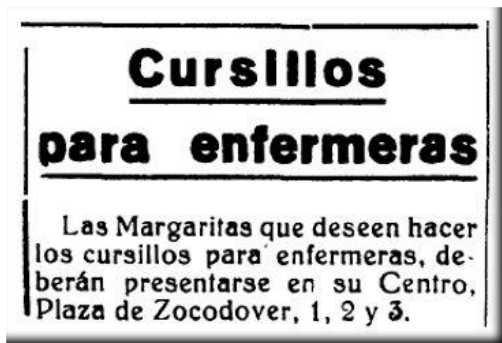 Cursillos
para enfermeras
Las Margaritas que deseen hacer
los cursillos para enfermeras, de-
berán presentarse en su Centro,
Plaza de Zocodover, 1, 2 y 3.